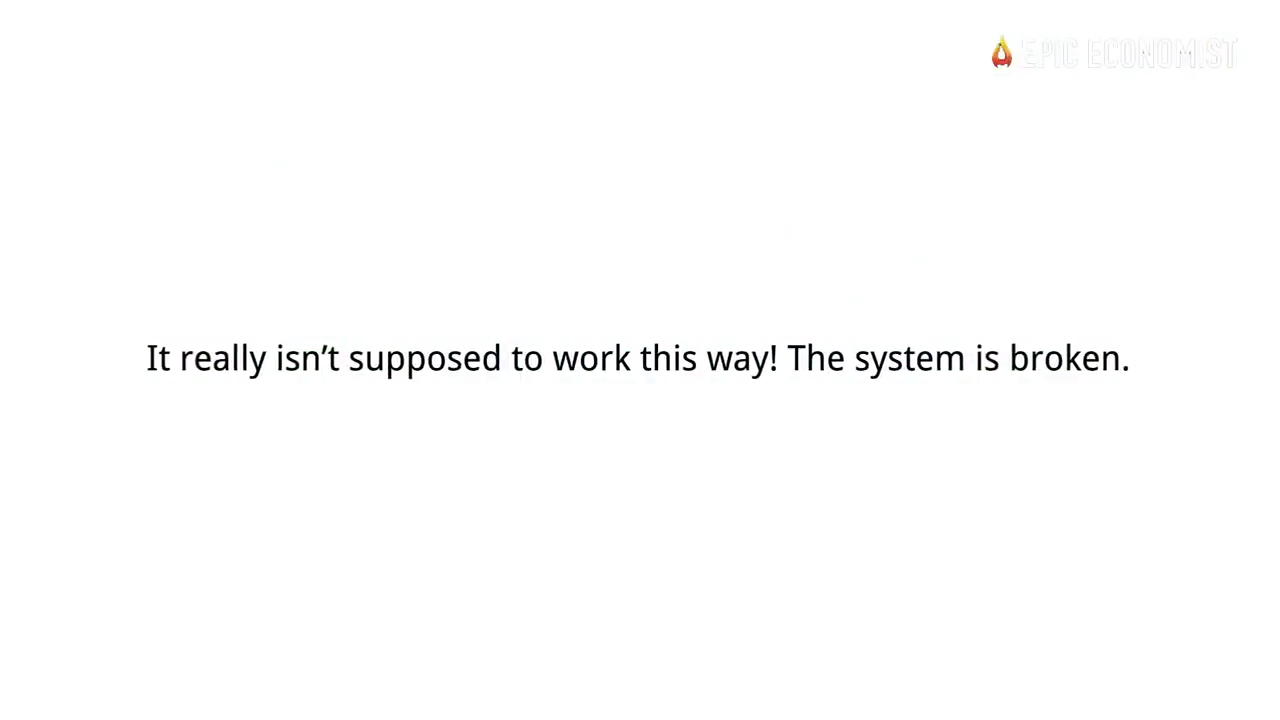 EPIC ECONOMIST
It really isn’t supposed to work this way! The system is broken.